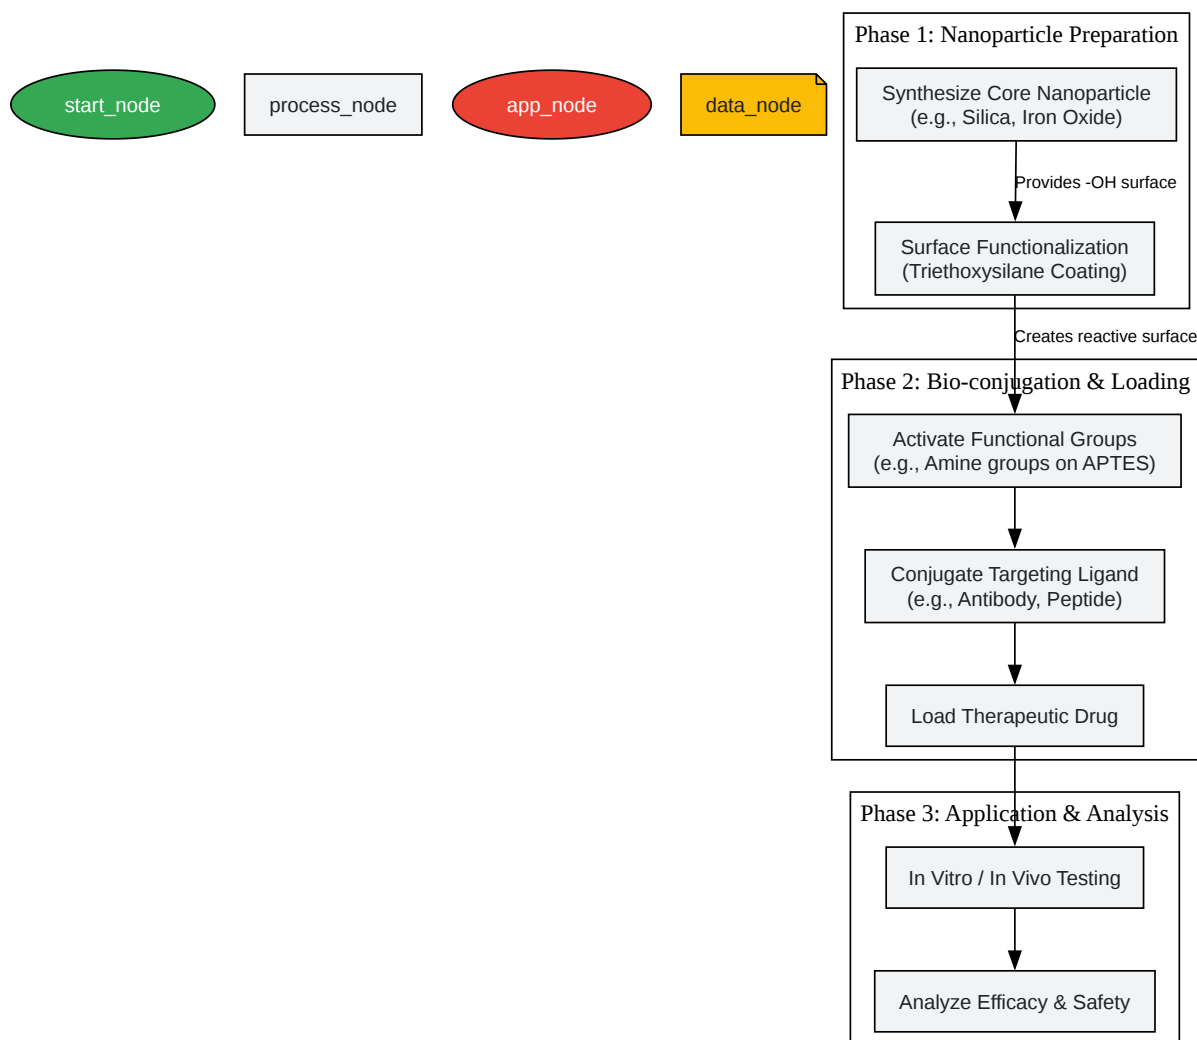 start_node
process_node
app_node
data_node
Phase 1: Nanoparticle Preparation
Synthesize Core Nanoparticle
(e.g., Silica, Iron Oxide)
Provides -OH surface
Surface Functionalization
(Triethoxysilane Coating)
Creates reactive surface
Phase 2: Bio-conjugation & Loading
Activate Functional Groups
(e.g., Amine groups on APTES)
Conjugate Targeting Ligand
(e.g., Antibody, Peptide)
Load Therapeutic Drug
Phase 3: Application & Analysis
In Vitro / In Vivo Testing
Analyze Efficacy & Safety